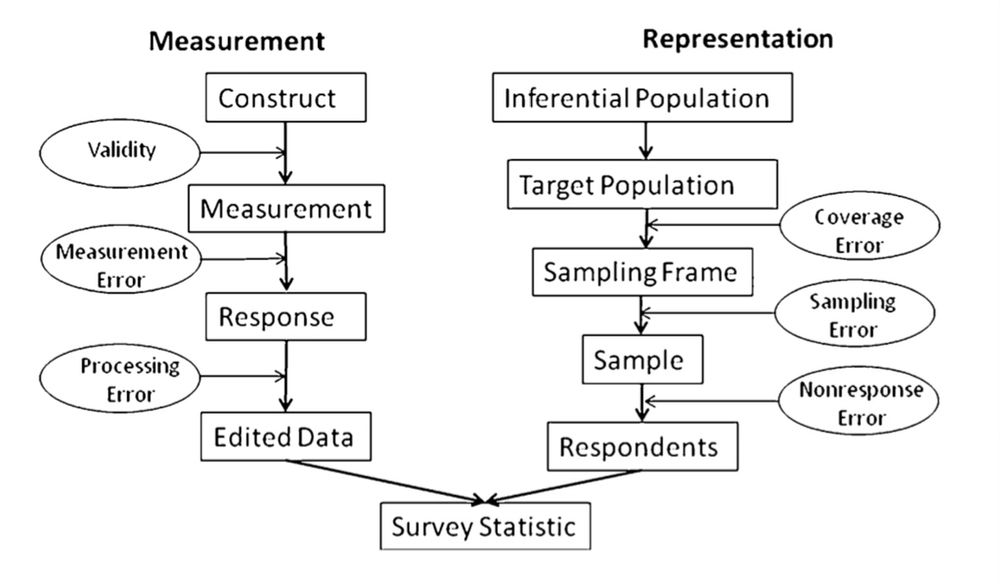 Measurement
Representation
Construct
Inferential Population
Validity
Target Population
Measurement
Coverage
Error
Measurement
Error
Sampling Frame
Response
Sampling
Error
Sample
Processing
Error
Nonresponse
Error
Edited Data
Respondents
Survey Statistic